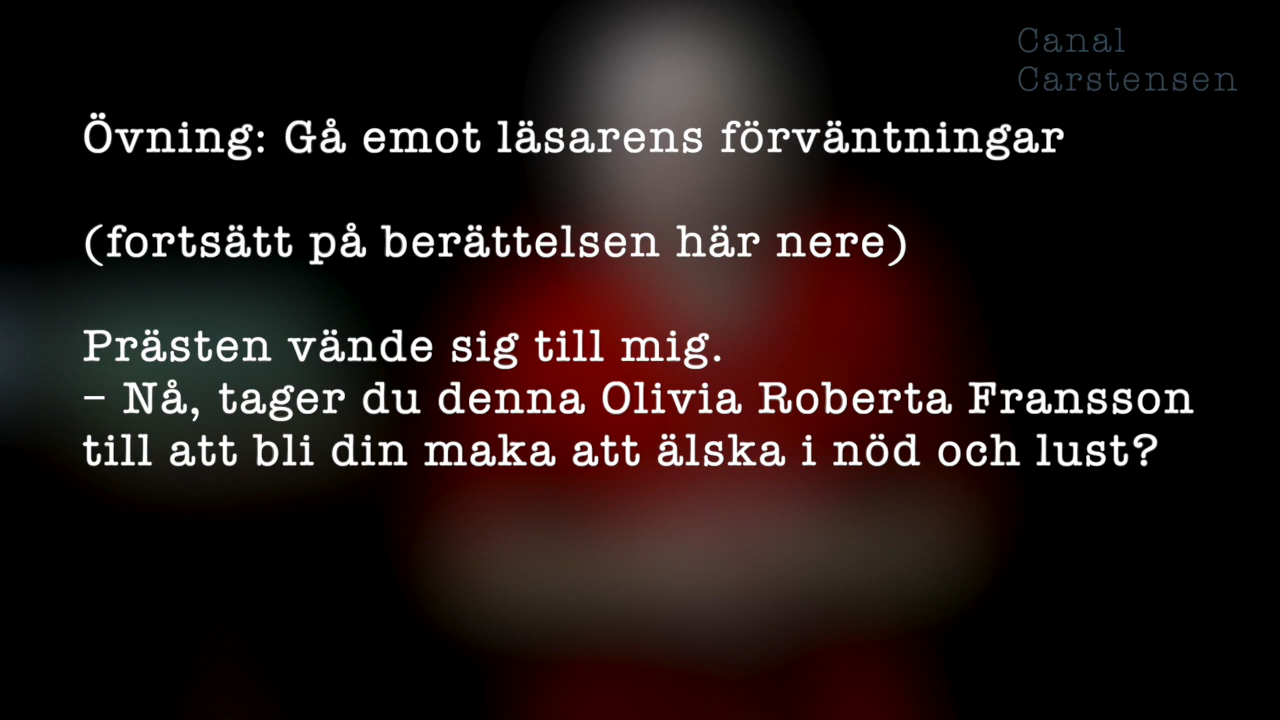 Canal
Carstensen
Övning: Gå emot läsarens förväntningar
(fortsätt på berättelsen här nere)
Prästen vände sig till mig.
– Nå, tager du denna Olivia Roberta Fransson
till att bli din maka att älska i nöd och lust?